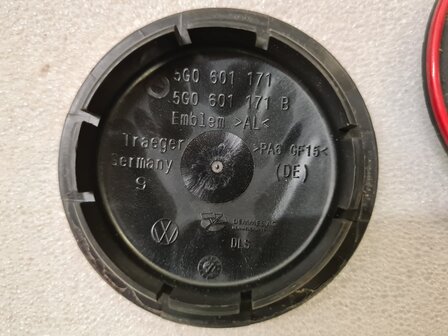 5G0 601 171
5G0 601 171 B
Emblem >AL<
Traeger >PA6 GF15<
Germany (DE)
9
DLS